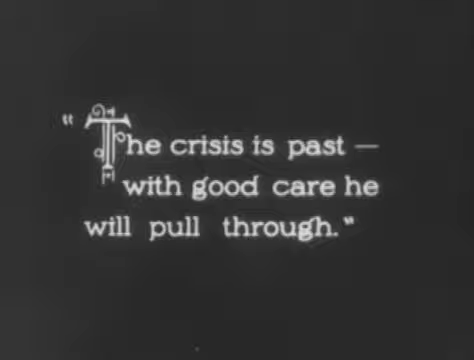 "The crisis is past —
with good care he
will pull through."